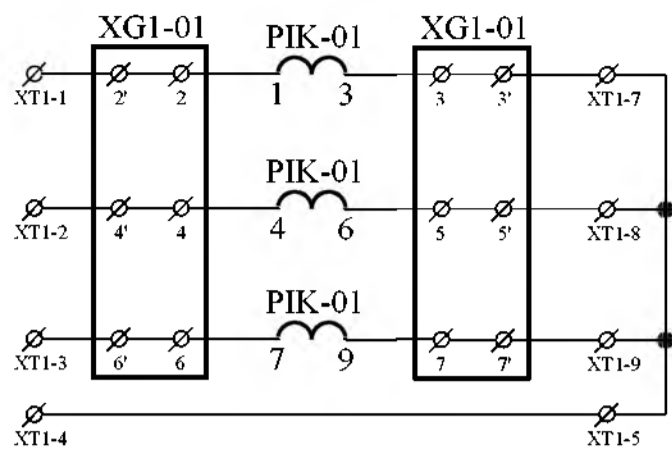 XG1-01 XG1-01
PIK-01
XT1-1 2' 2 1 3 3 3' XT1-7
PIK-01
XT1-2 4' 4 4 6 5 5' XT1-8
PIK-01
XT1-3 6' 6 7 9 7 7' XT1-9
XT1-4 XT1-5